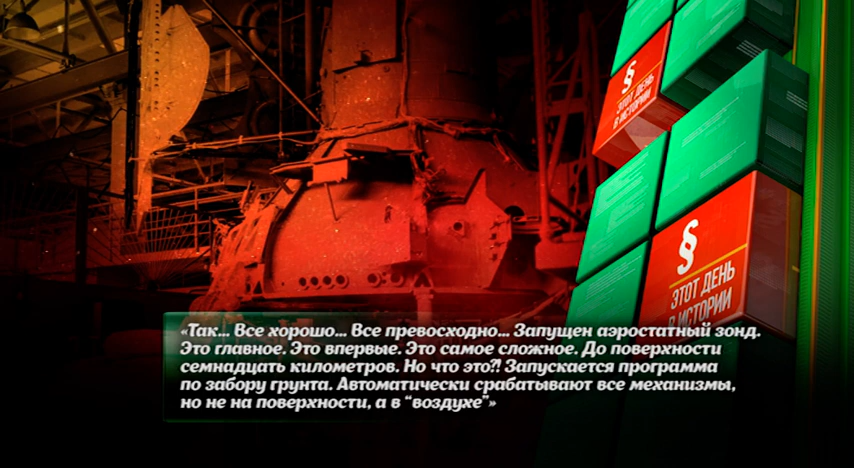 §
ЭТОТ ДЕНЬ
В ИСТОРИИ
§
ЭТОТ ДЕНЬ
В ИСТОРИИ
«Так... Все хорошо... Все превосходно... Запущен аэростатный зонд.
Это главное. Это впервые. Это самое сложное. До поверхности
семнадцать километров. Но что это?! Запускается программа
по забору грунта. Автоматически срабатывают все механизмы,
но не на поверхности, а в “воздухе”»